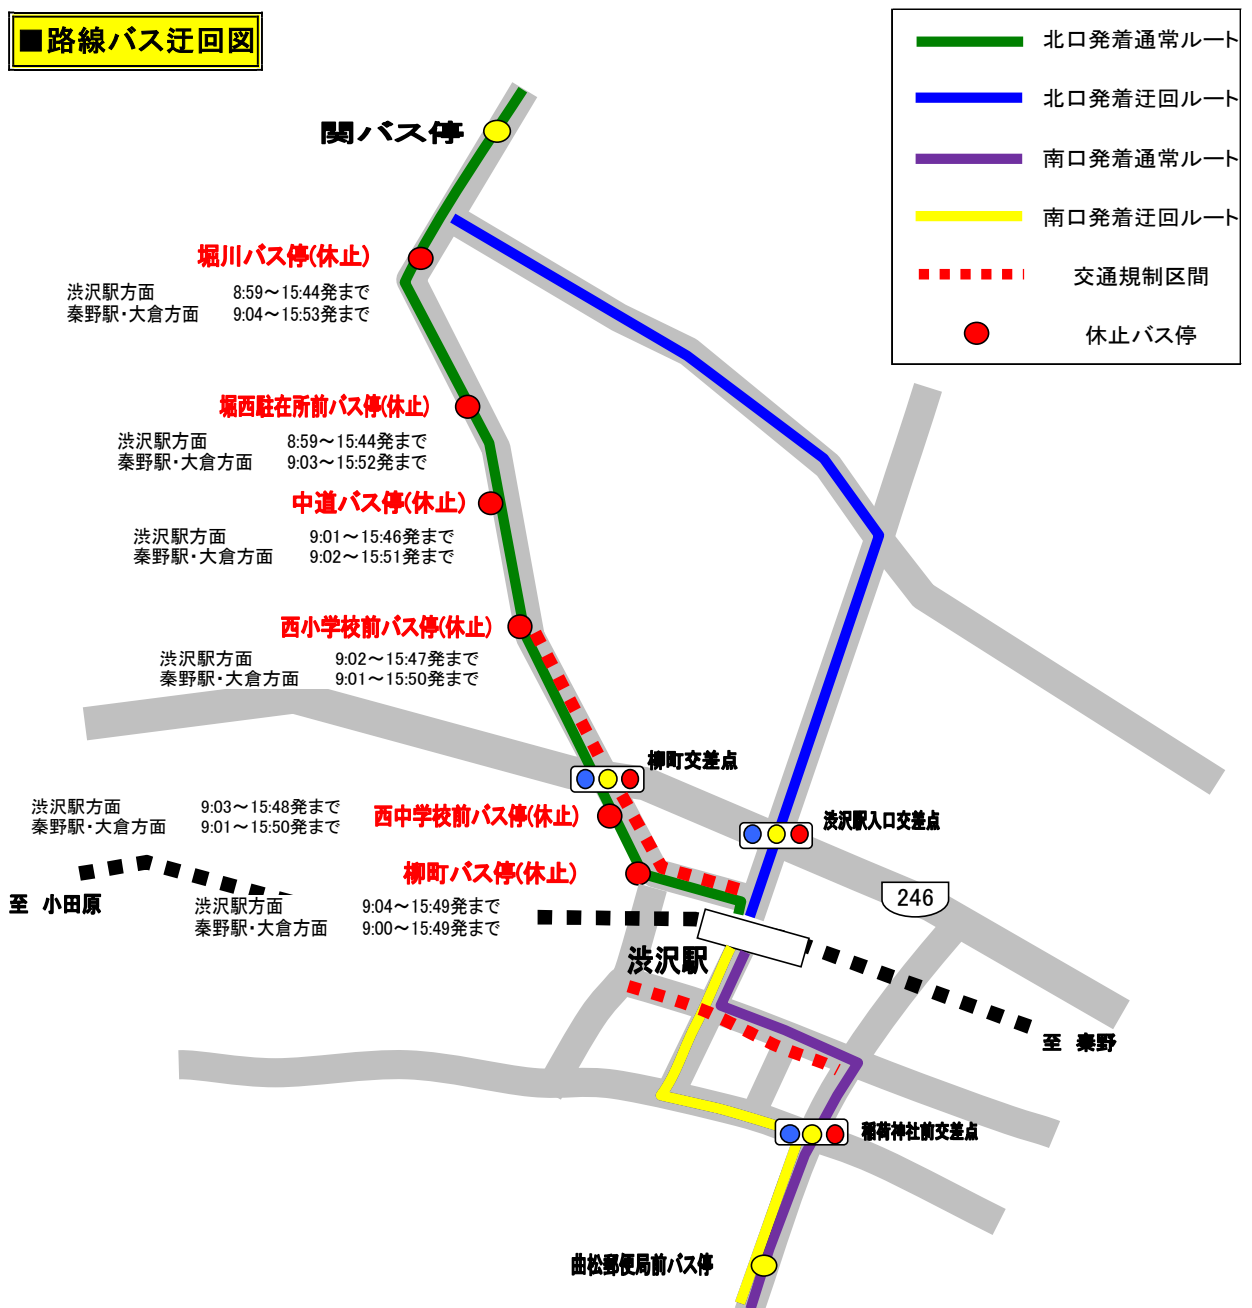 ■路線バス迂回図
北口発着通常ルート
北口発着迂回ルート
南口発着通常ルート
南口発着迂回ルート
交通規制区間
休止バス停
関バス停
堀川バス停(休止)
渋沢駅方面 8:59～15:44発まで
秦野駅・大倉方面 9:04～15:53発まで
堀西駐在所前バス停(休止)
渋沢駅方面 8:59～15:44発まで
秦野駅・大倉方面 9:03～15:52発まで
中道バス停(休止)
渋沢駅方面 9:01～15:46発まで
秦野駅・大倉方面 9:02～15:51発まで
西小学校前バス停(休止)
渋沢駅方面 9:02～15:47発まで
秦野駅・大倉方面 9:01～15:50発まで
柳町交差点
渋沢駅方面 9:03～15:48発まで
秦野駅・大倉方面 9:01～15:50発まで
西中学校前バス停(休止)
渋沢駅入口交差点
柳町バス停(休止)
至 小田原
渋沢駅方面 9:04～15:49発まで
秦野駅・大倉方面 9:00～15:49発まで
246
渋沢駅
至 秦野
稲荷神社前交差点
曲松郵便局前バス停